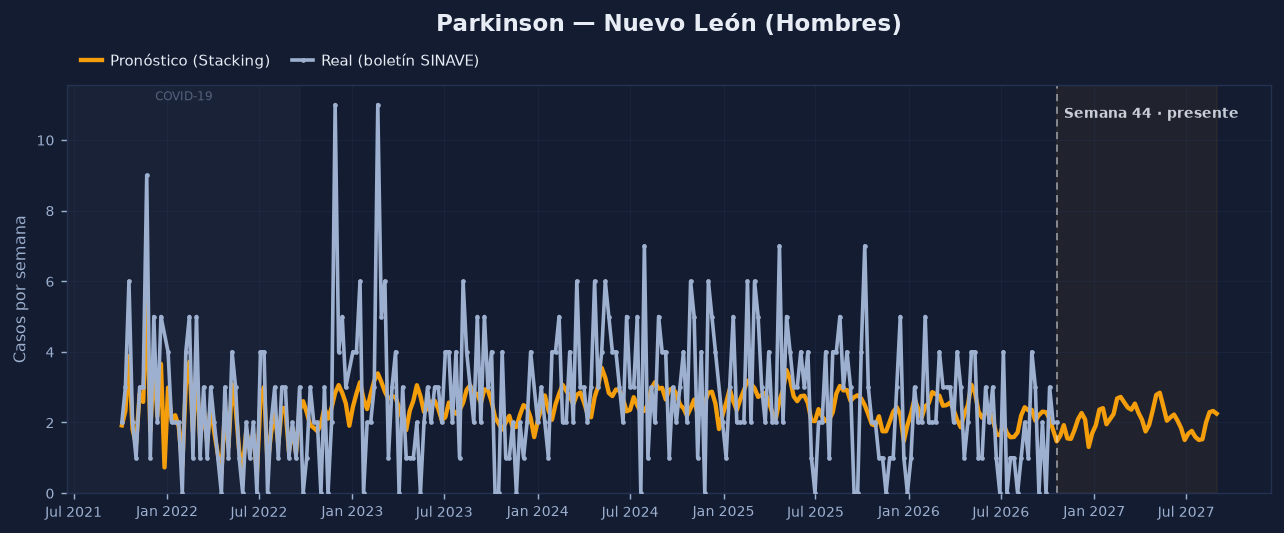 Parkinson — Nuevo León (Hombres)
Pronóstico (Stacking)
Real (boletín SINAVE)
COVID-19
Semana 44 · presente
Casos por semana
10
8
6
4
2
0
Jul 2021
Jan 2022
Jul 2022
Jan 2023
Jul 2023
Jan 2024
Jul 2024
Jan 2025
Jul 2025
Jan 2026
Jul 2026
Jan 2027
Jul 2027